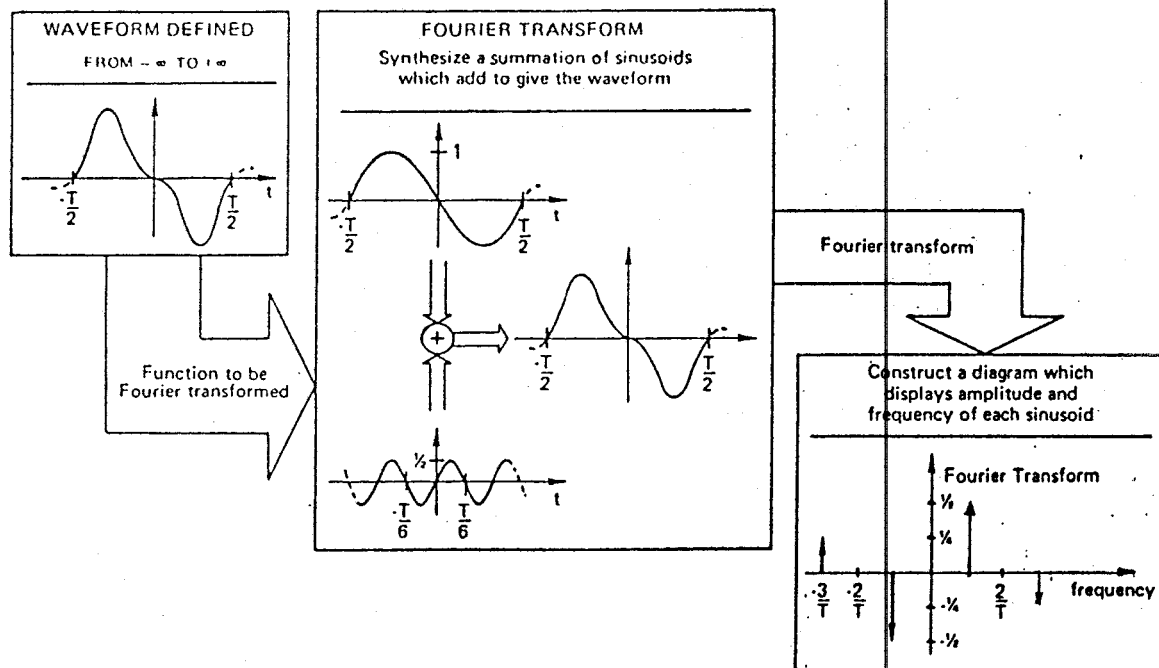 WAVEFORM DEFINED
FROM -∞ TO +∞
-T/2
T/2
t
Function to be
Fourier transformed
FOURIER TRANSFORM
Synthesize a summation of sinusoids
which add to give the waveform
1
-T/2
T/2
t
+
-T/2
T/2
½
-T/6
T/6
t
Fourier transform
Construct a diagram which
displays amplitude and
frequency of each sinusoid
Fourier Transform
½
¼
-3/T
-2/T
2/T
frequency
-¼
-½